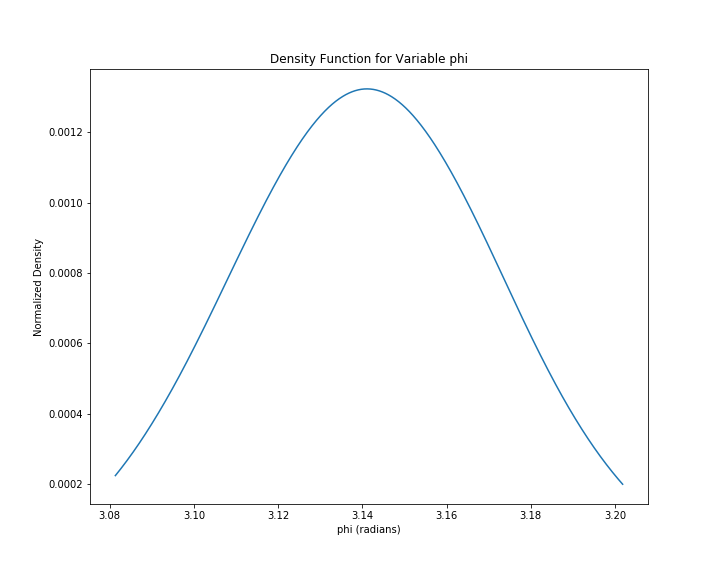 Density Function for Variable phi
Normalized Density
0.0012
0.0010
0.0008
0.0006
0.0004
0.0002
3.08 3.10 3.12 3.14 3.16 3.18 3.20
phi (radians)